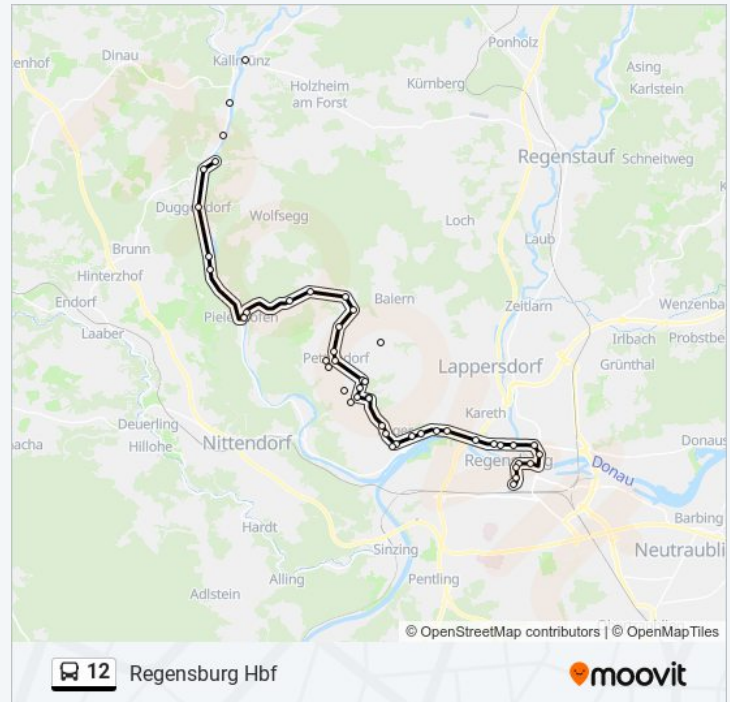 Dinau
Kallmünz
Ponholz
enhof
Asing
Holzheim
am Forst
Kürnberg
Karlstein
Regenstauf
Schneitweg
Duggendorf
Wolfsegg
Loch
Laub
Brunn
Hinterzhof
Baiern
Zeitlarn
Wenzenba
Endorf
Pielenhofen
Laaber
Irlbach
Probstbe
Pettendorf
Lappersdorf
Grünthal
Deuerling
Kareth
acha
Hillohe
Nittendorf
Donaus
Regensburg
Donau
Hardt
Barbing
Sinzing
Neutraubli
Alling
Pentling
Adlstein
© OpenStreetMap contributors | © OpenMapTiles
12 Regensburg Hbf
moovit